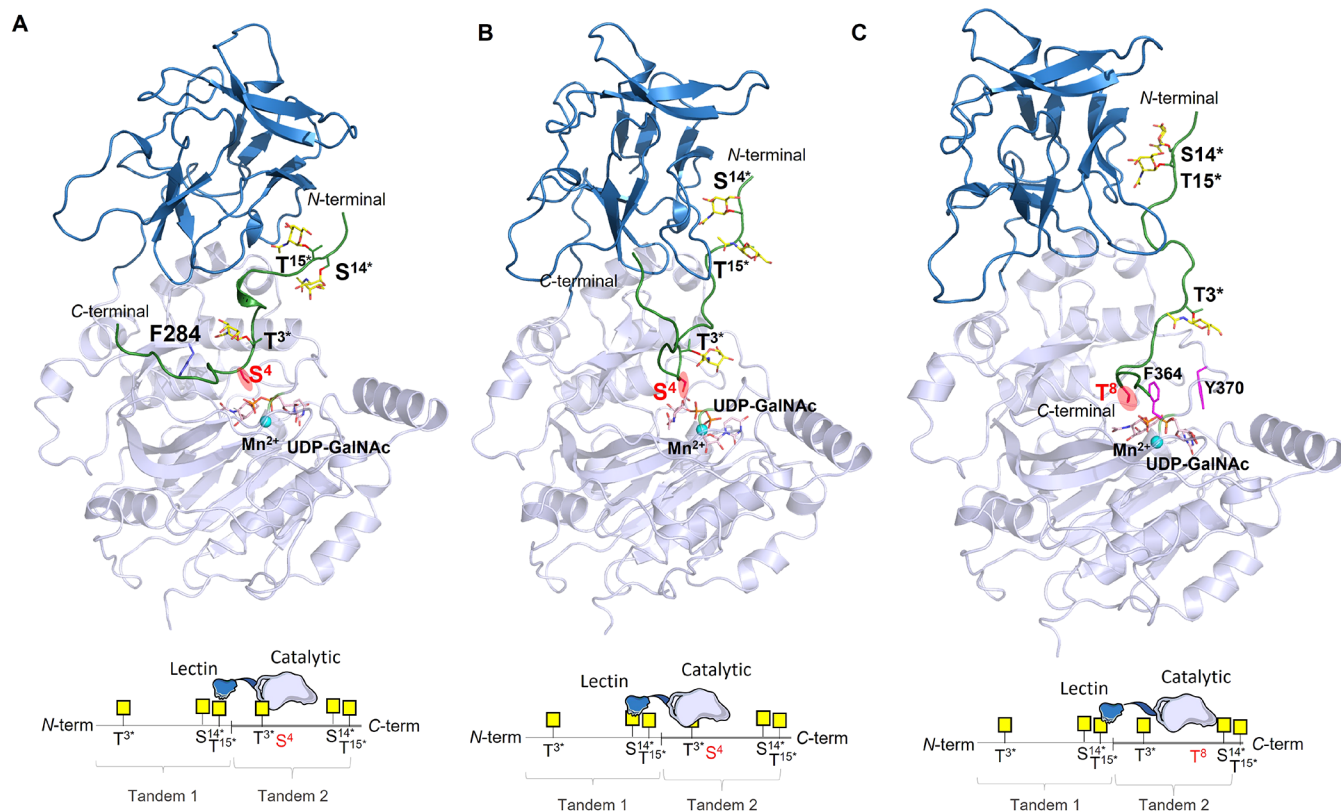 A
N-terminal
T15*
S14*
C-terminal
F284
T3*
S4
Mn2+
UDP-GalNAc
Lectin
Catalytic
N-term
C-term
T3*
S14*
T15*
T3*
S4
S14*
T15*
Tandem 1
Tandem 2
B
N-terminal
S14*
T15*
C-terminal
T3*
S4
UDP-GalNAc
Mn2+
Lectin
Catalytic
N-term
C-term
T3*
S14*
T15*
T3*
S4
S14*
T15*
Tandem 1
Tandem 2
C
N-terminal
S14*
T15*
T3*
F364
T8
Y370
C-terminal
Mn2+
UDP-GalNAc
Lectin
Catalytic
N-term
C-term
T3*
S14*
T15*
T3*
T8
S14*
T15*
Tandem 1
Tandem 2